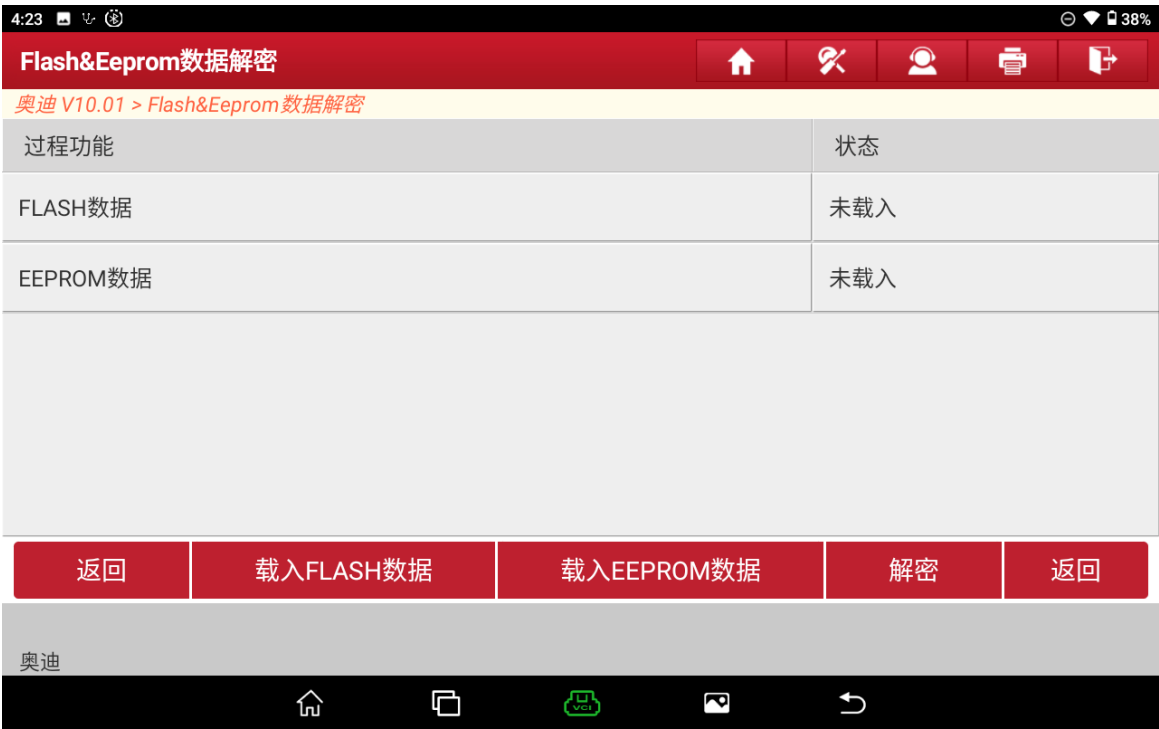 4:23 38%
Flash&Eeprom数据解密
奥迪 V10.01 > Flash&Eeprom数据解密
过程功能 状态
FLASH数据 未载入
EEPROM数据 未载入
返回 载入FLASH数据 载入EEPROM数据 解密 返回
奥迪
VCI